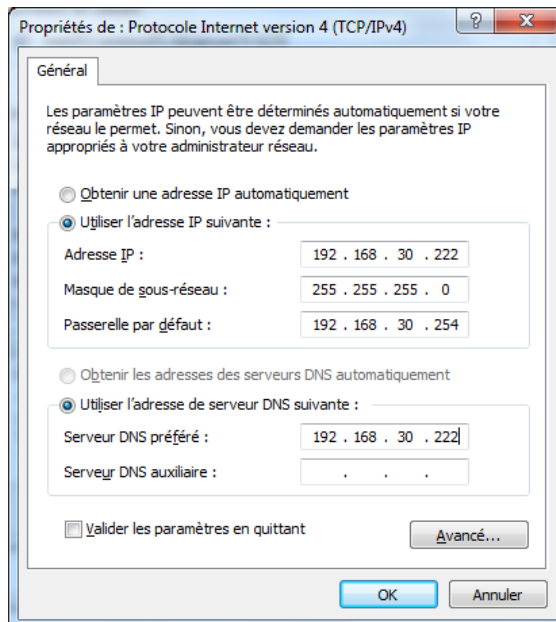 Propriétés de : Protocole Internet version 4 (TCP/IPv4)
Général
Les paramètres IP peuvent être déterminés automatiquement si votre
réseau le permet. Sinon, vous devez demander les paramètres IP
appropriés à votre administrateur réseau.
Obtenir une adresse IP automatiquement
Utiliser l'adresse IP suivante :
Adresse IP : 192 . 168 . 30 . 222
Masque de sous-réseau : 255 . 255 . 255 . 0
Passerelle par défaut : 192 . 168 . 30 . 254
Obtenir les adresses des serveurs DNS automatiquement
Utiliser l'adresse de serveur DNS suivante :
Serveur DNS préféré : 192 . 168 . 30 . 222
Serveur DNS auxiliaire : . . .
Valider les paramètres en quittant
Avancé...
OK Annuler